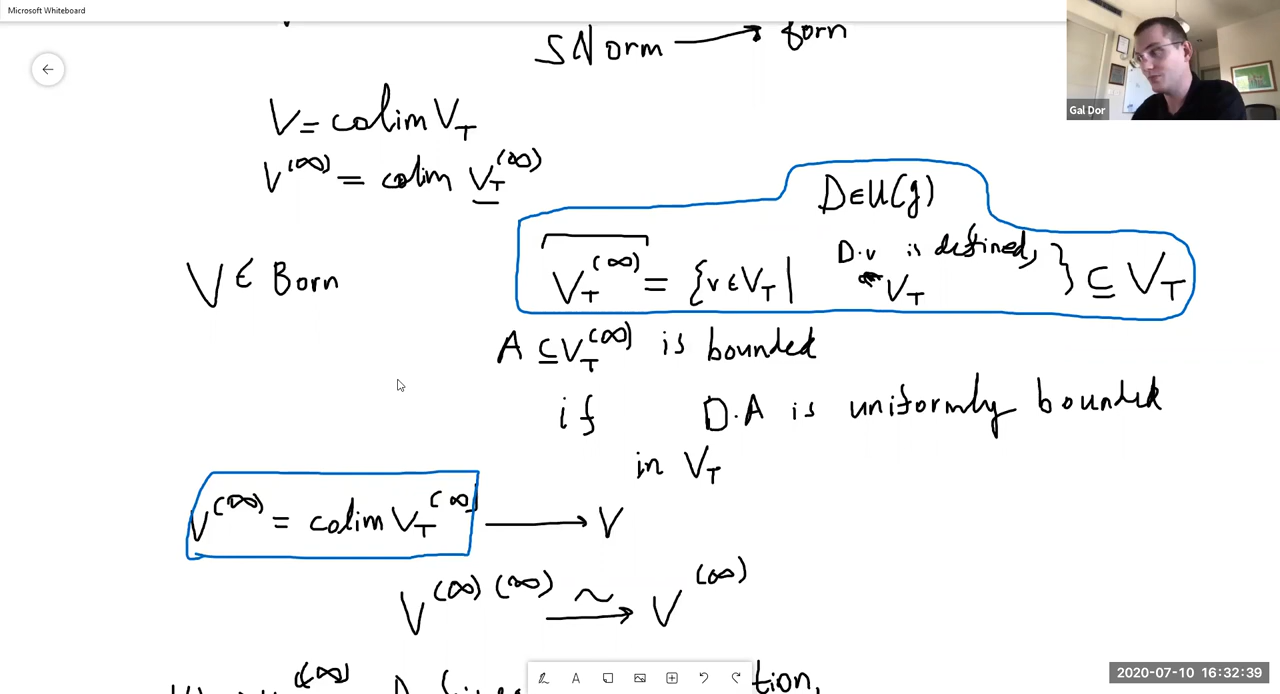 Microsoft Whiteboard
SNorm → Born
V = colim V_T
V^(∞) = colim V_T^(∞)
D∈U(g)
V ∈ Born
V_T^(∞) = {v∈V_T | D.v is defined, V_T} ⊆ V_T
A ⊆ V_T^(∞) is bounded
if D.A is uniformly bounded
in V_T
V^(∞) = colim V_T^(∞) → V
V^(∞)(∞) ~→ V^(∞)
(∞)
tion,
Gal Dor
2020-07-10 16:32:39